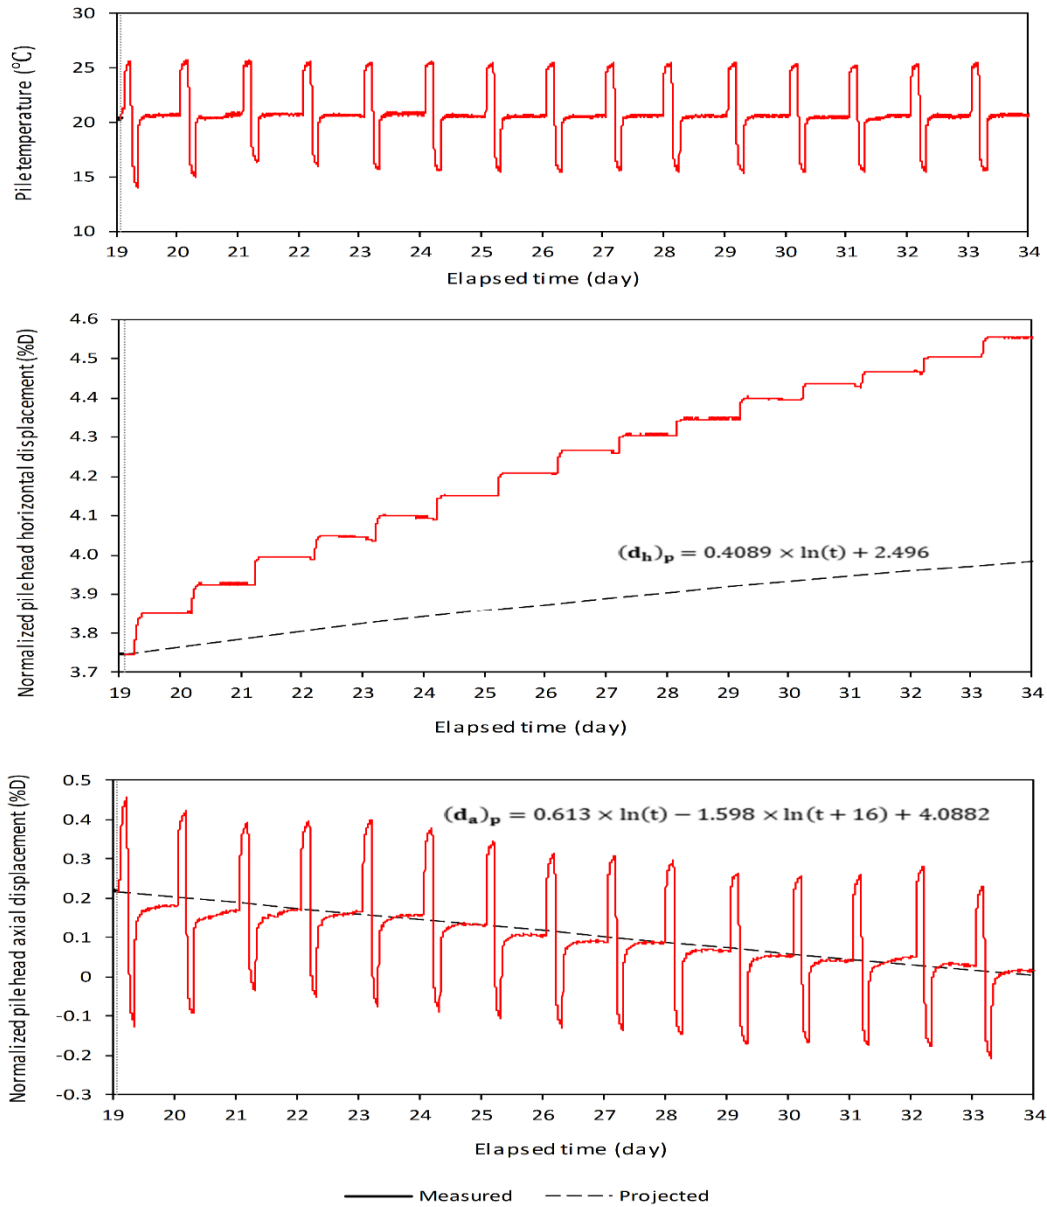 30
25
20
15
10
Pile temperature (°C)
19 20 21 22 23 24 25 26 27 28 29 30 31 32 33 34
Elapsed time (day)
4.6
4.5
4.4
4.3
4.2
4.1
4.0
3.9
3.8
3.7
Normalized pile head horizontal displacement (%D)
(d_h)_p = 0.4089 × ln(t) + 2.496
19 20 21 22 23 24 25 26 27 28 29 30 31 32 33 34
Elapsed time (day)
0.5
0.4
0.3
0.2
0.1
0
-0.1
-0.2
-0.3
Normalized pile head axial displacement (%D)
(d_a)_p = 0.613 × ln(t) − 1.598 × ln(t + 16) + 4.0882
19 20 21 22 23 24 25 26 27 28 29 30 31 32 33 34
Elapsed time (day)
Measured Projected